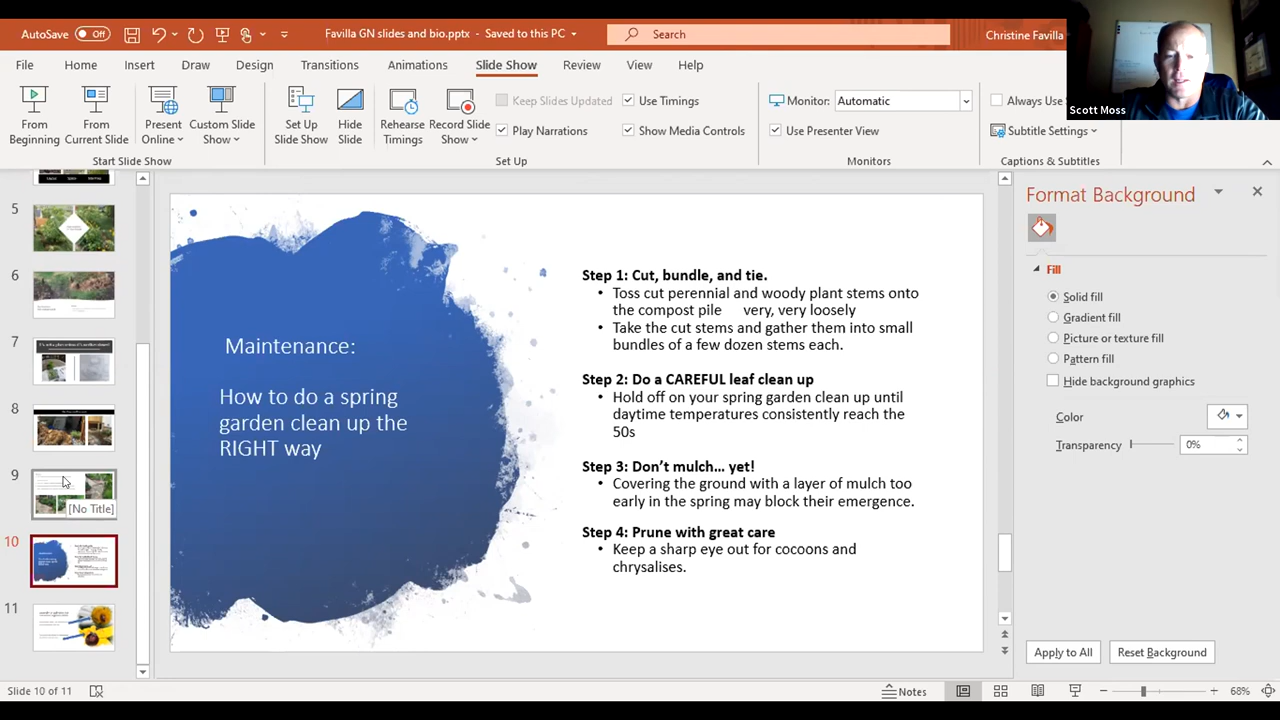 AutoSave Off
Favilla GN slides and bio.pptx - Saved to this PC
Search
Christine Favilla
File Home Insert Draw Design Transitions Animations Slide Show Review View Help
Scott Moss
From Beginning
From Current Slide
Present Online
Custom Slide Show
Set Up Slide Show
Hide Slide
Rehearse Timings
Record Slide Show
Keep Slides Updated
Play Narrations
Use Timings
Show Media Controls
Monitor: Automatic
Use Presenter View
Always Use
Subtitle Settings
Start Slide Show
Set Up
Monitors
Captions & Subtitles
5
6
7
8
9
[No Title]
10
11
Maintenance:
How to do a spring
garden clean up the
RIGHT way
Step 1: Cut, bundle, and tie.
• Toss cut perennial and woody plant stems onto
the compost pile very, very loosely
• Take the cut stems and gather them into small
bundles of a few dozen stems each.
Step 2: Do a CAREFUL leaf clean up
• Hold off on your spring garden clean up until
daytime temperatures consistently reach the
50s
Step 3: Don’t mulch… yet!
• Covering the ground with a layer of mulch too
early in the spring may block their emergence.
Step 4: Prune with great care
• Keep a sharp eye out for cocoons and
chrysalises.
Format Background
Fill
Solid fill
Gradient fill
Picture or texture fill
Pattern fill
Hide background graphics
Color
Transparency 0%
Apply to All Reset Background
Slide 10 of 11
Notes
68%